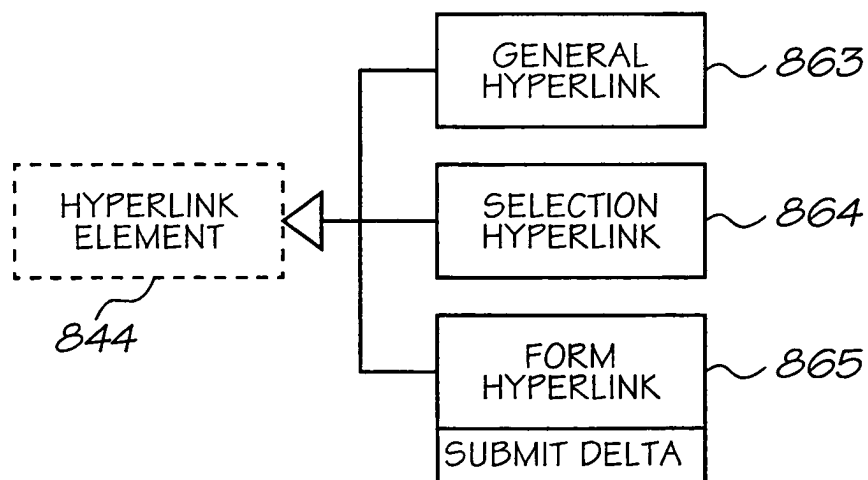 GENERAL
HYPERLINK
863
HYPERLINK
ELEMENT
844
SELECTION
HYPERLINK
864
FORM
HYPERLINK
865
SUBMIT DELTA